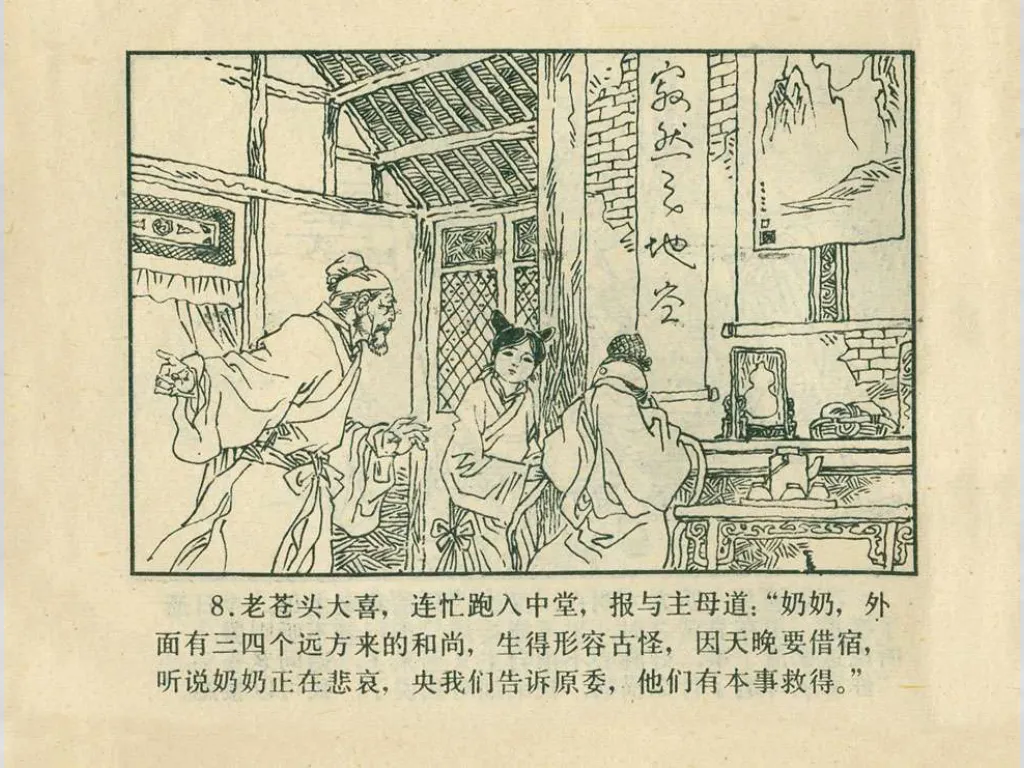 寂然天地空
8.老苍头大喜，连忙跑入中堂，报与主母道：“奶奶，外
面有三四个远方来的和尚，生得形容古怪，因天晚要借宿，
听说奶奶正在悲哀，央我们告诉原委，他们有本事救得。”